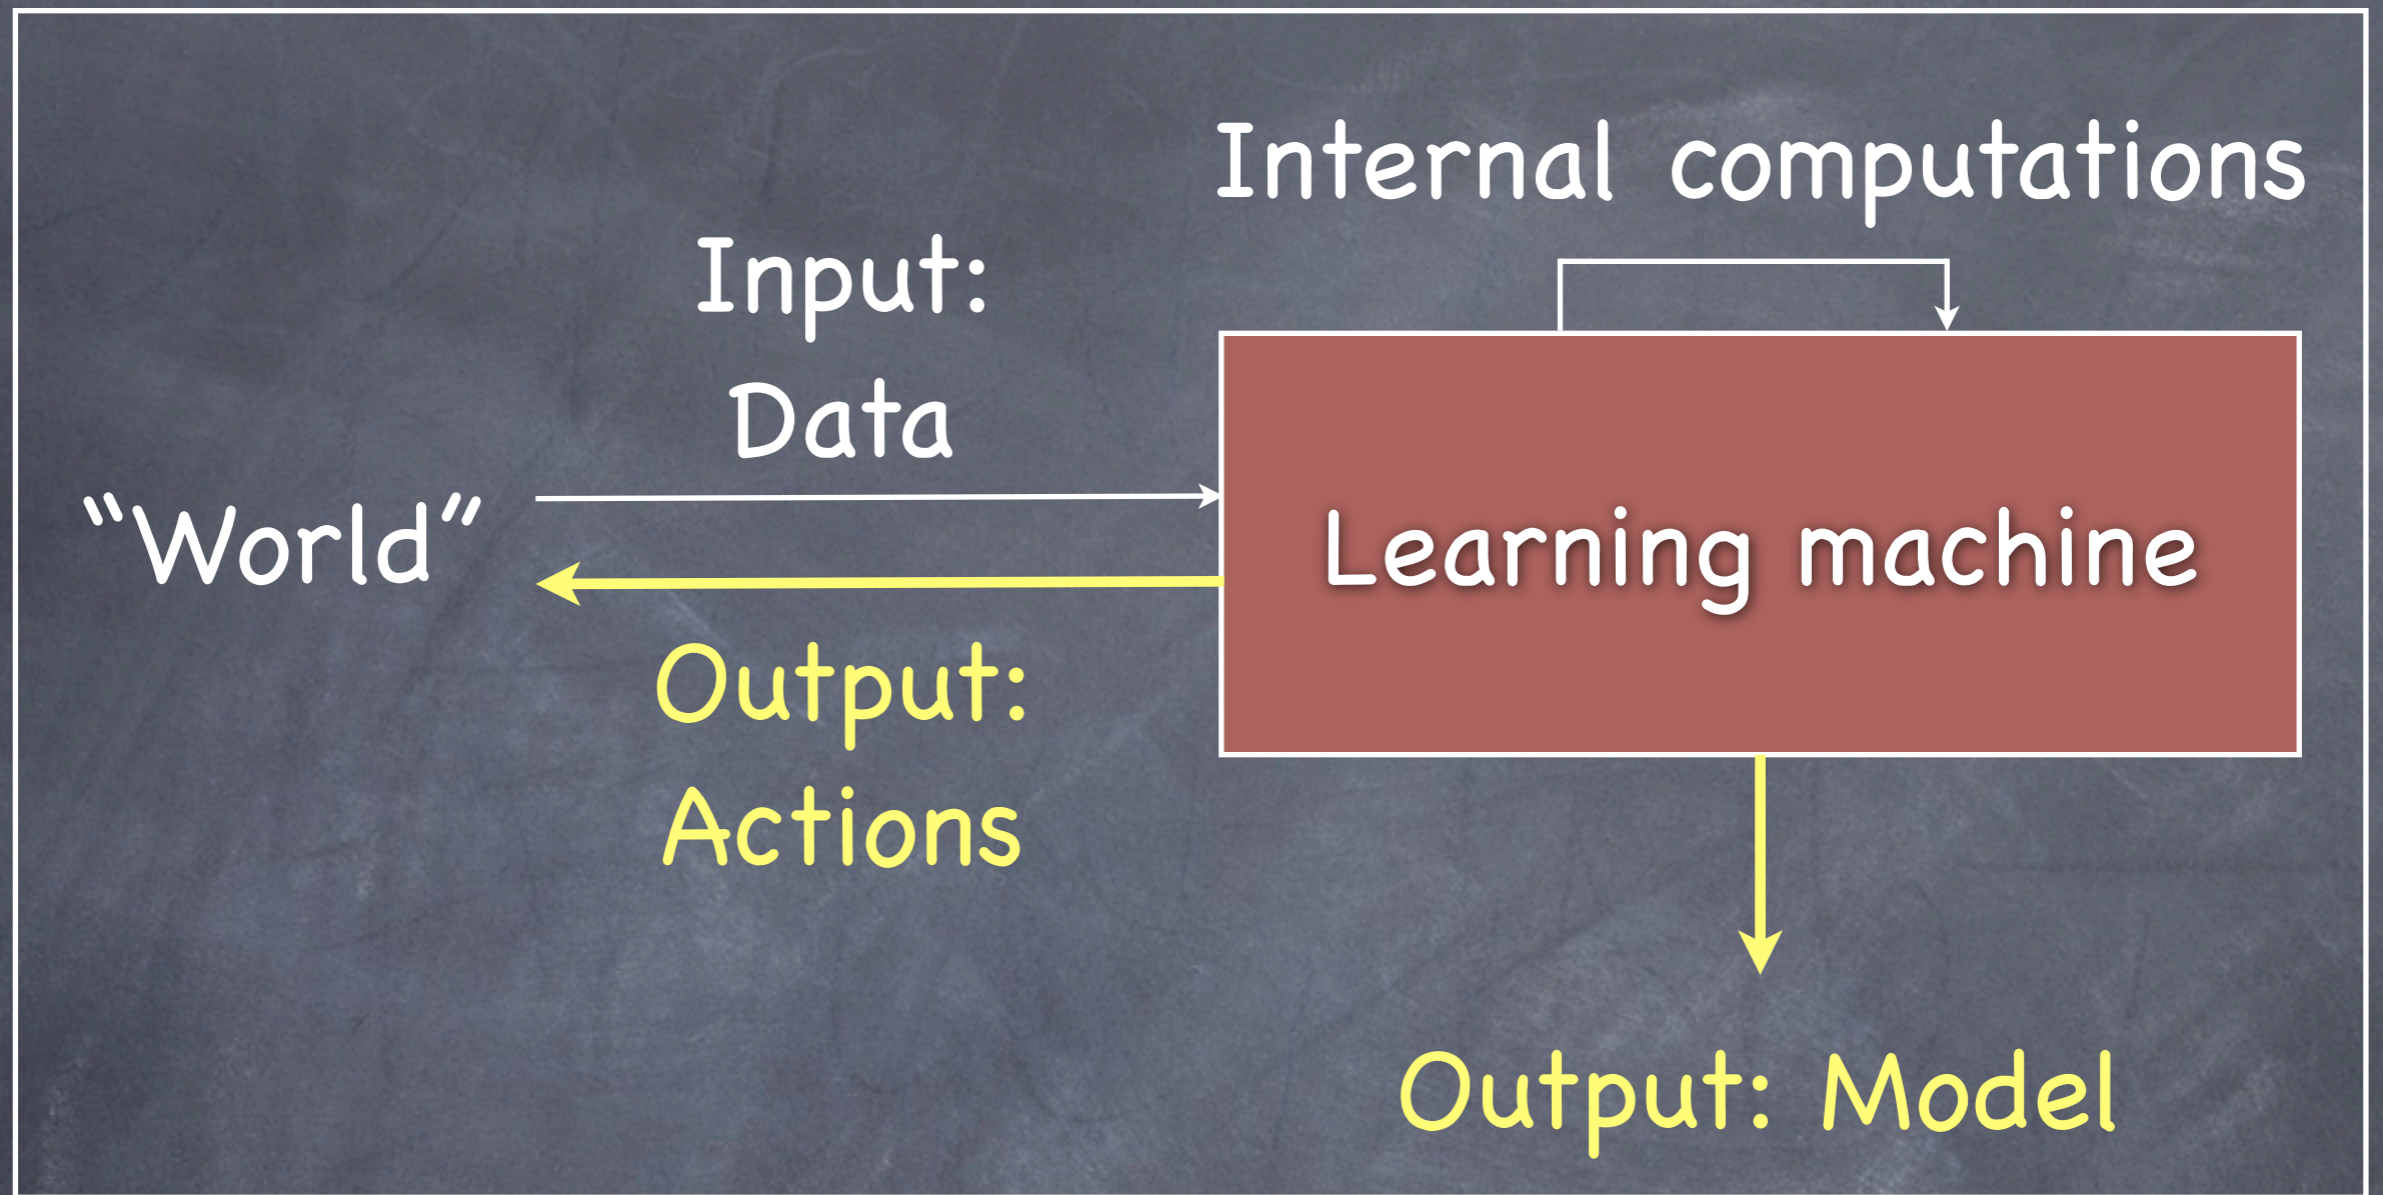 Internal computations
Input:
Data
“World”
Learning machine
Output:
Actions
Output: Model